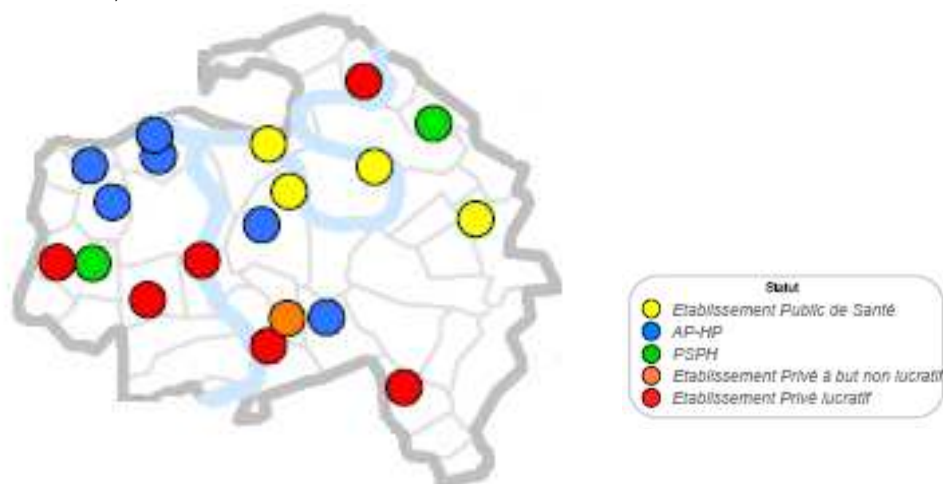 Statut
Etablissement Public de Santé
AP-HP
PSPH
Etablissement Privé à but non lucratif
Etablissement Privé lucratif